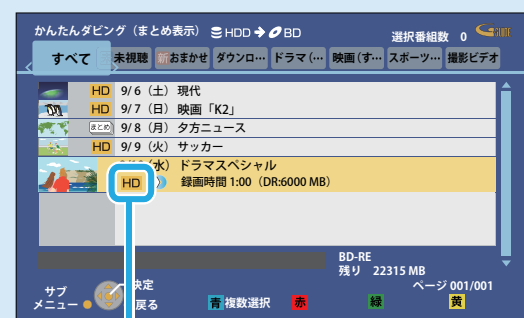 かんたんダビング（まとめ表示） HDD ➔ BD 選択番組数 0 GGUIDE
すべて 未視聴 新おまかせ ダウンロ… ドラマ(… 映画(す… スポーツ… 撮影ビデオ
HD 9/ 6（土）現代
HD 9/ 7（日）映画「K2」
まとめ 9/ 8（月）夕方ニュース
HD 9/ 9（火）サッカー
（水）ドラマスペシャル
HD 録画時間 1:00（DR:6000 MB）
BD-RE
残り 22315 MB
ページ 001/001
サブメニュー 決定
戻る
青 複数選択 赤 緑 黄